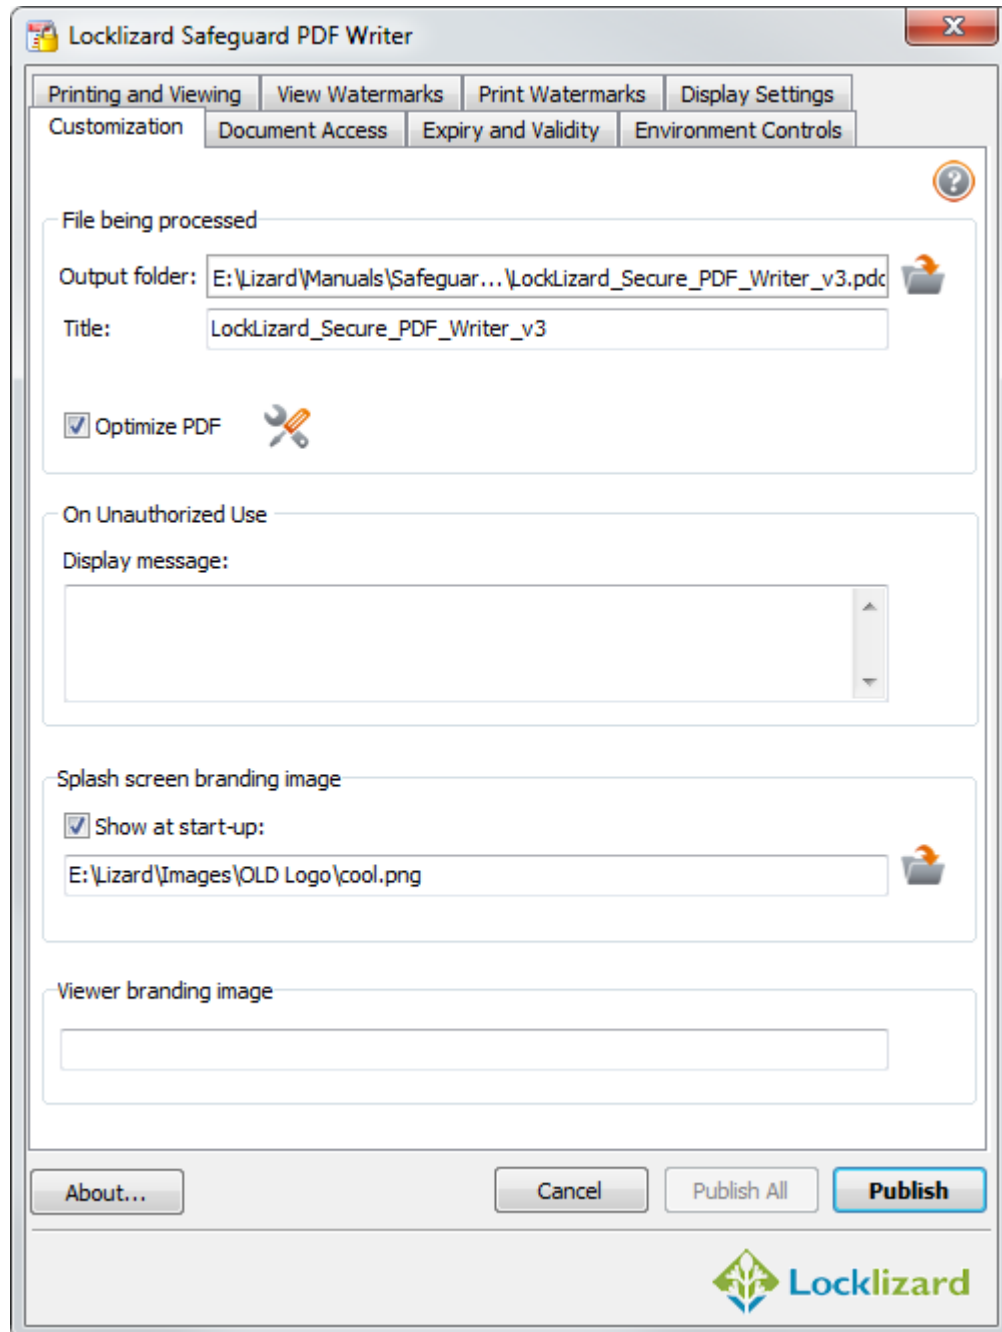 Locklizard Safeguard PDF Writer
Printing and Viewing View Watermarks Print Watermarks Display Settings
Customization Document Access Expiry and Validity Environment Controls
?
File being processed
Output folder: E:\Lizard\Manuals\Safeguar...\LockLizard_Secure_PDF_Writer_v3.pdc
Title: LockLizard_Secure_PDF_Writer_v3
Optimize PDF
On Unauthorized Use
Display message:
Splash screen branding image
Show at start-up:
E:\Lizard\Images\OLD Logo\cool.png
Viewer branding image
About... Cancel Publish All Publish
Locklizard